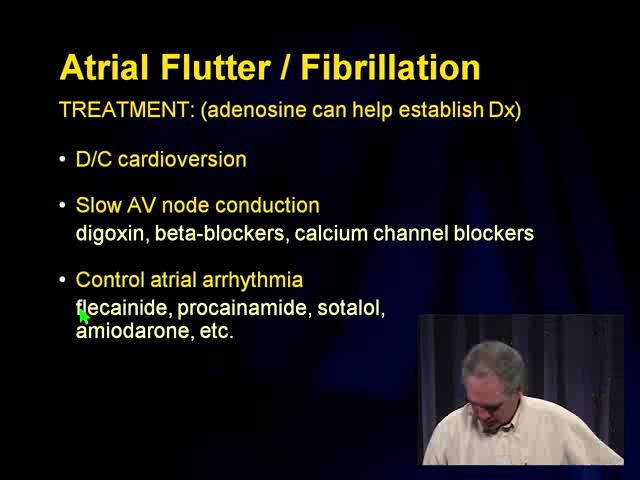 Atrial Flutter / Fibrillation
TREATMENT: (adenosine can help establish Dx)
• D/C cardioversion
• Slow AV node conduction
digoxin, beta-blockers, calcium channel blockers
• Control atrial arrhythmia
flecainide, procainamide, sotalol,
amiodarone, etc.